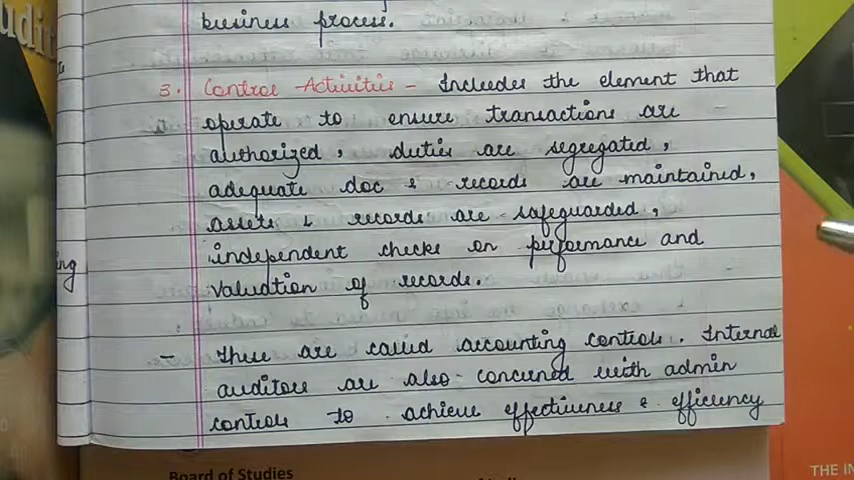 udit
business process.
3. Control Activities - Includes the element that
operate to ensure transactions are
authorized, duties are segregated,
adequate doc & records are maintained,
assets & records are safeguarded,
independent checks on performance and
ing
valuation of records.
- These are called accounting controls. Internal
auditors are also concerned with admin
controls to achieve effectiveness & efficiency
Board of Studies
THE IN